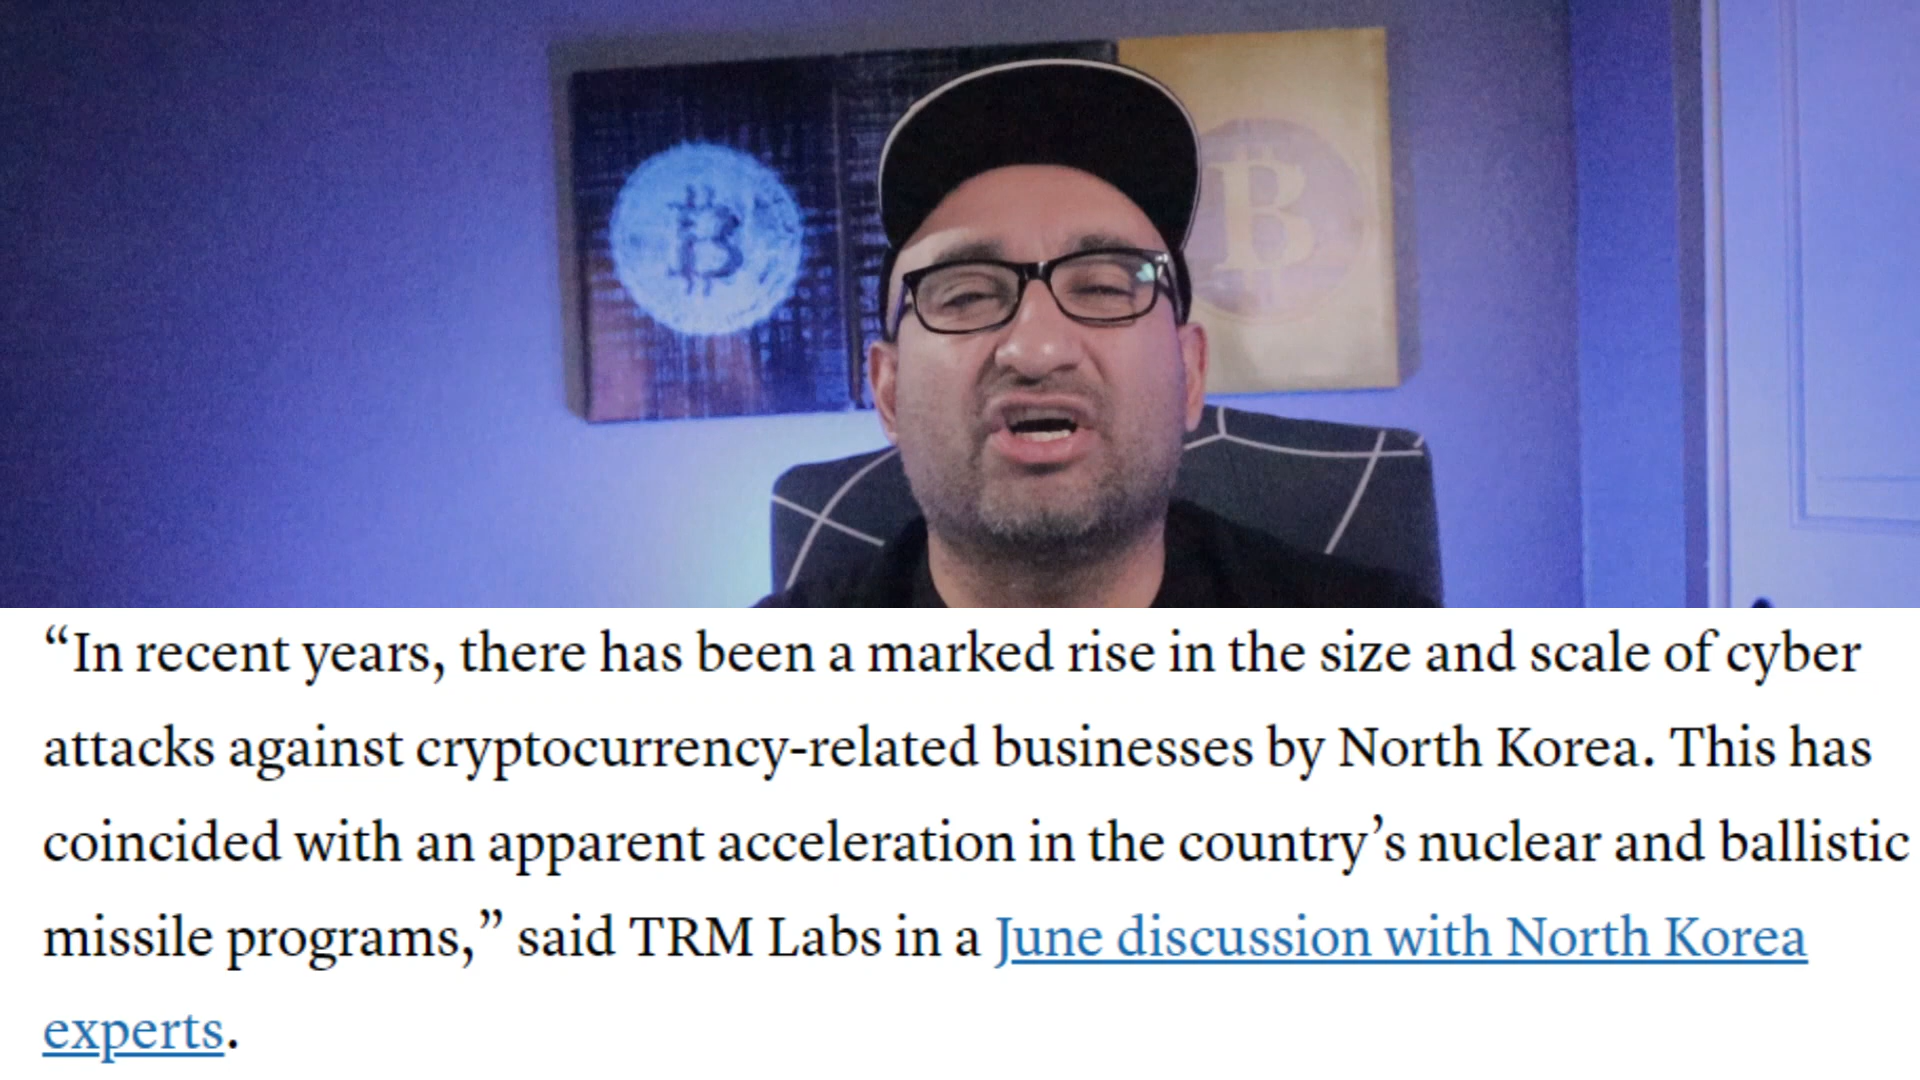 “In recent years, there has been a marked rise in the size and scale of cyber
attacks against cryptocurrency-related businesses by North Korea. This has
coincided with an apparent acceleration in the country’s nuclear and ballistic
missile programs,” said TRM Labs in a June discussion with North Korea
experts.